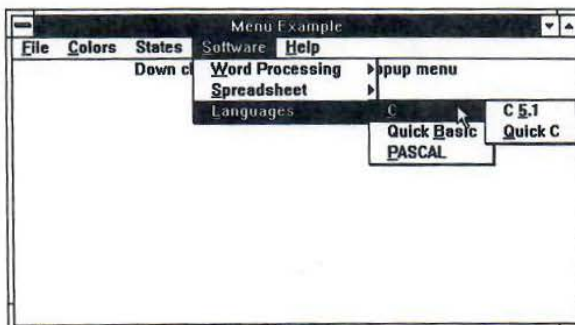 Menu Example
File Colors States Software Help
Down cl Word Processing opup menu
Spreadsheet
Languages C C 5.1
Quick Basic Quick C
PASCAL